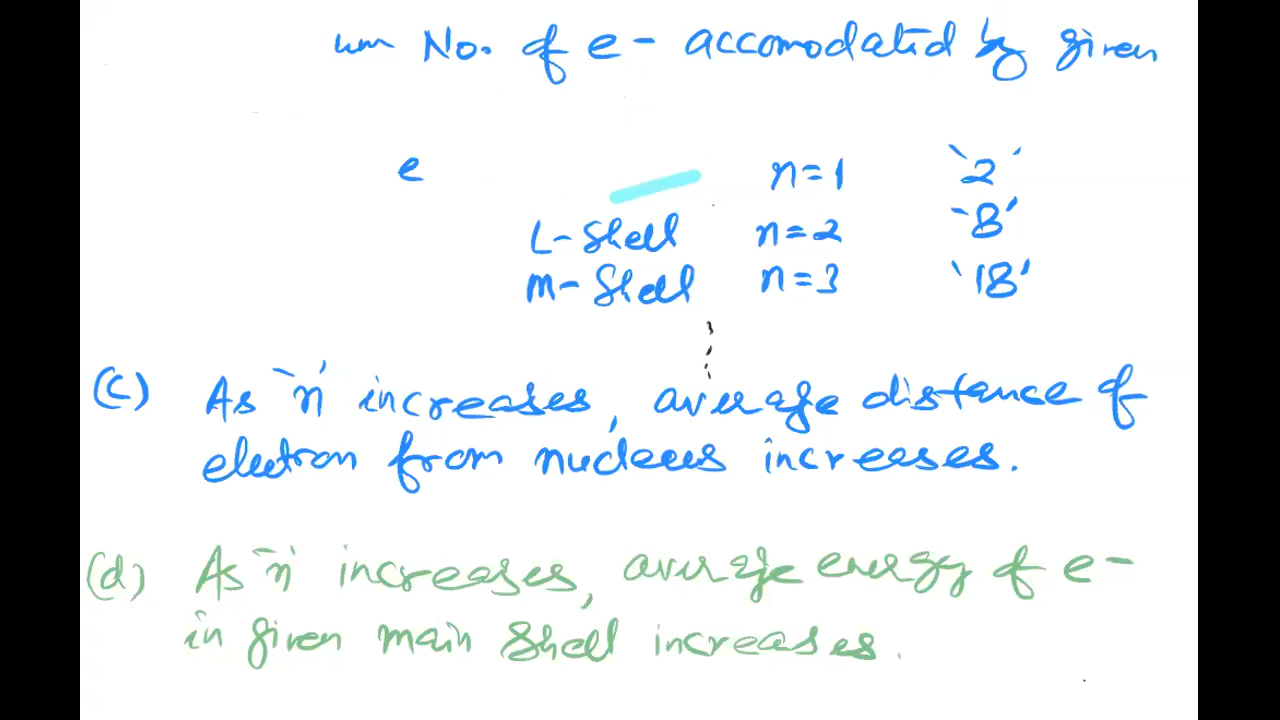 um No. of e- accomodated by given
e n=1 `2'
L-Shell n=2 `8'
M-Shell n=3 `18'
(c) As `n' increases, average distance of
electron from nucleus increases.
(d) As `n' increases, average energy of e-
in given main shell increases.